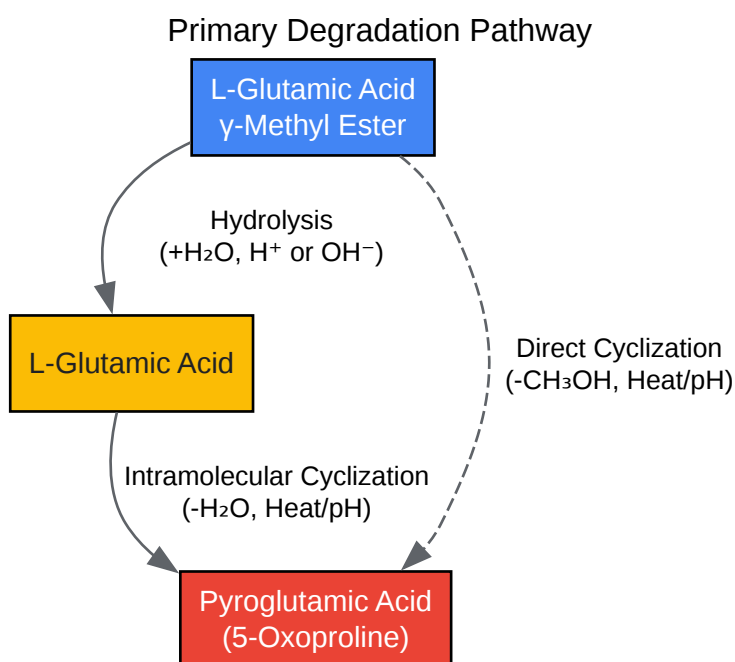 Primary Degradation Pathway
L-Glutamic Acid
γ-Methyl Ester
Hydrolysis
(+H₂O, H⁺ or OH⁻)
L-Glutamic Acid
Direct Cyclization
(-CH₃OH, Heat/pH)
Intramolecular Cyclization
(-H₂O, Heat/pH)
Pyroglutamic Acid
(5-Oxoproline)